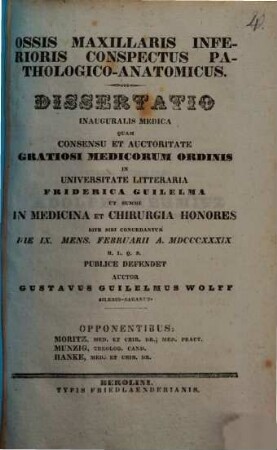 OSSIS MAXILLARIS INFE-
RIORIS CONSPECTUS PA-
THOLOGICO-ANATOMICUS.
DISSERTATIO
INAUGURALIS MEDICA
QUAM
CONSENSU ET AUCTORITATE
GRATIOSI MEDICORUM ORDINIS
IN
UNIVERSITATE LITTERARIA
FRIDERICA GUILELMA
UT SUMMI
IN MEDICINA ET CHIRURGIA HONORES
RITE SIBI CONCEDANTUR
DIE IX. MENS. FEBRUARII A. MDCCCXXXIX
H. L. Q. S.
PUBLICE DEFENDET
AUCTOR
GUSTAVUS GUILELMUS WOLFF
OPPONENTIBUS:
MORITZ, MED. ET CHIR. DR., MED. PRACT.
MUNZIG, THEOLOG. CAND.
HANKE, MED. ET CHIR. DR.
BEROLINI,
TYPIS FRIEDLAENDERIANIS.